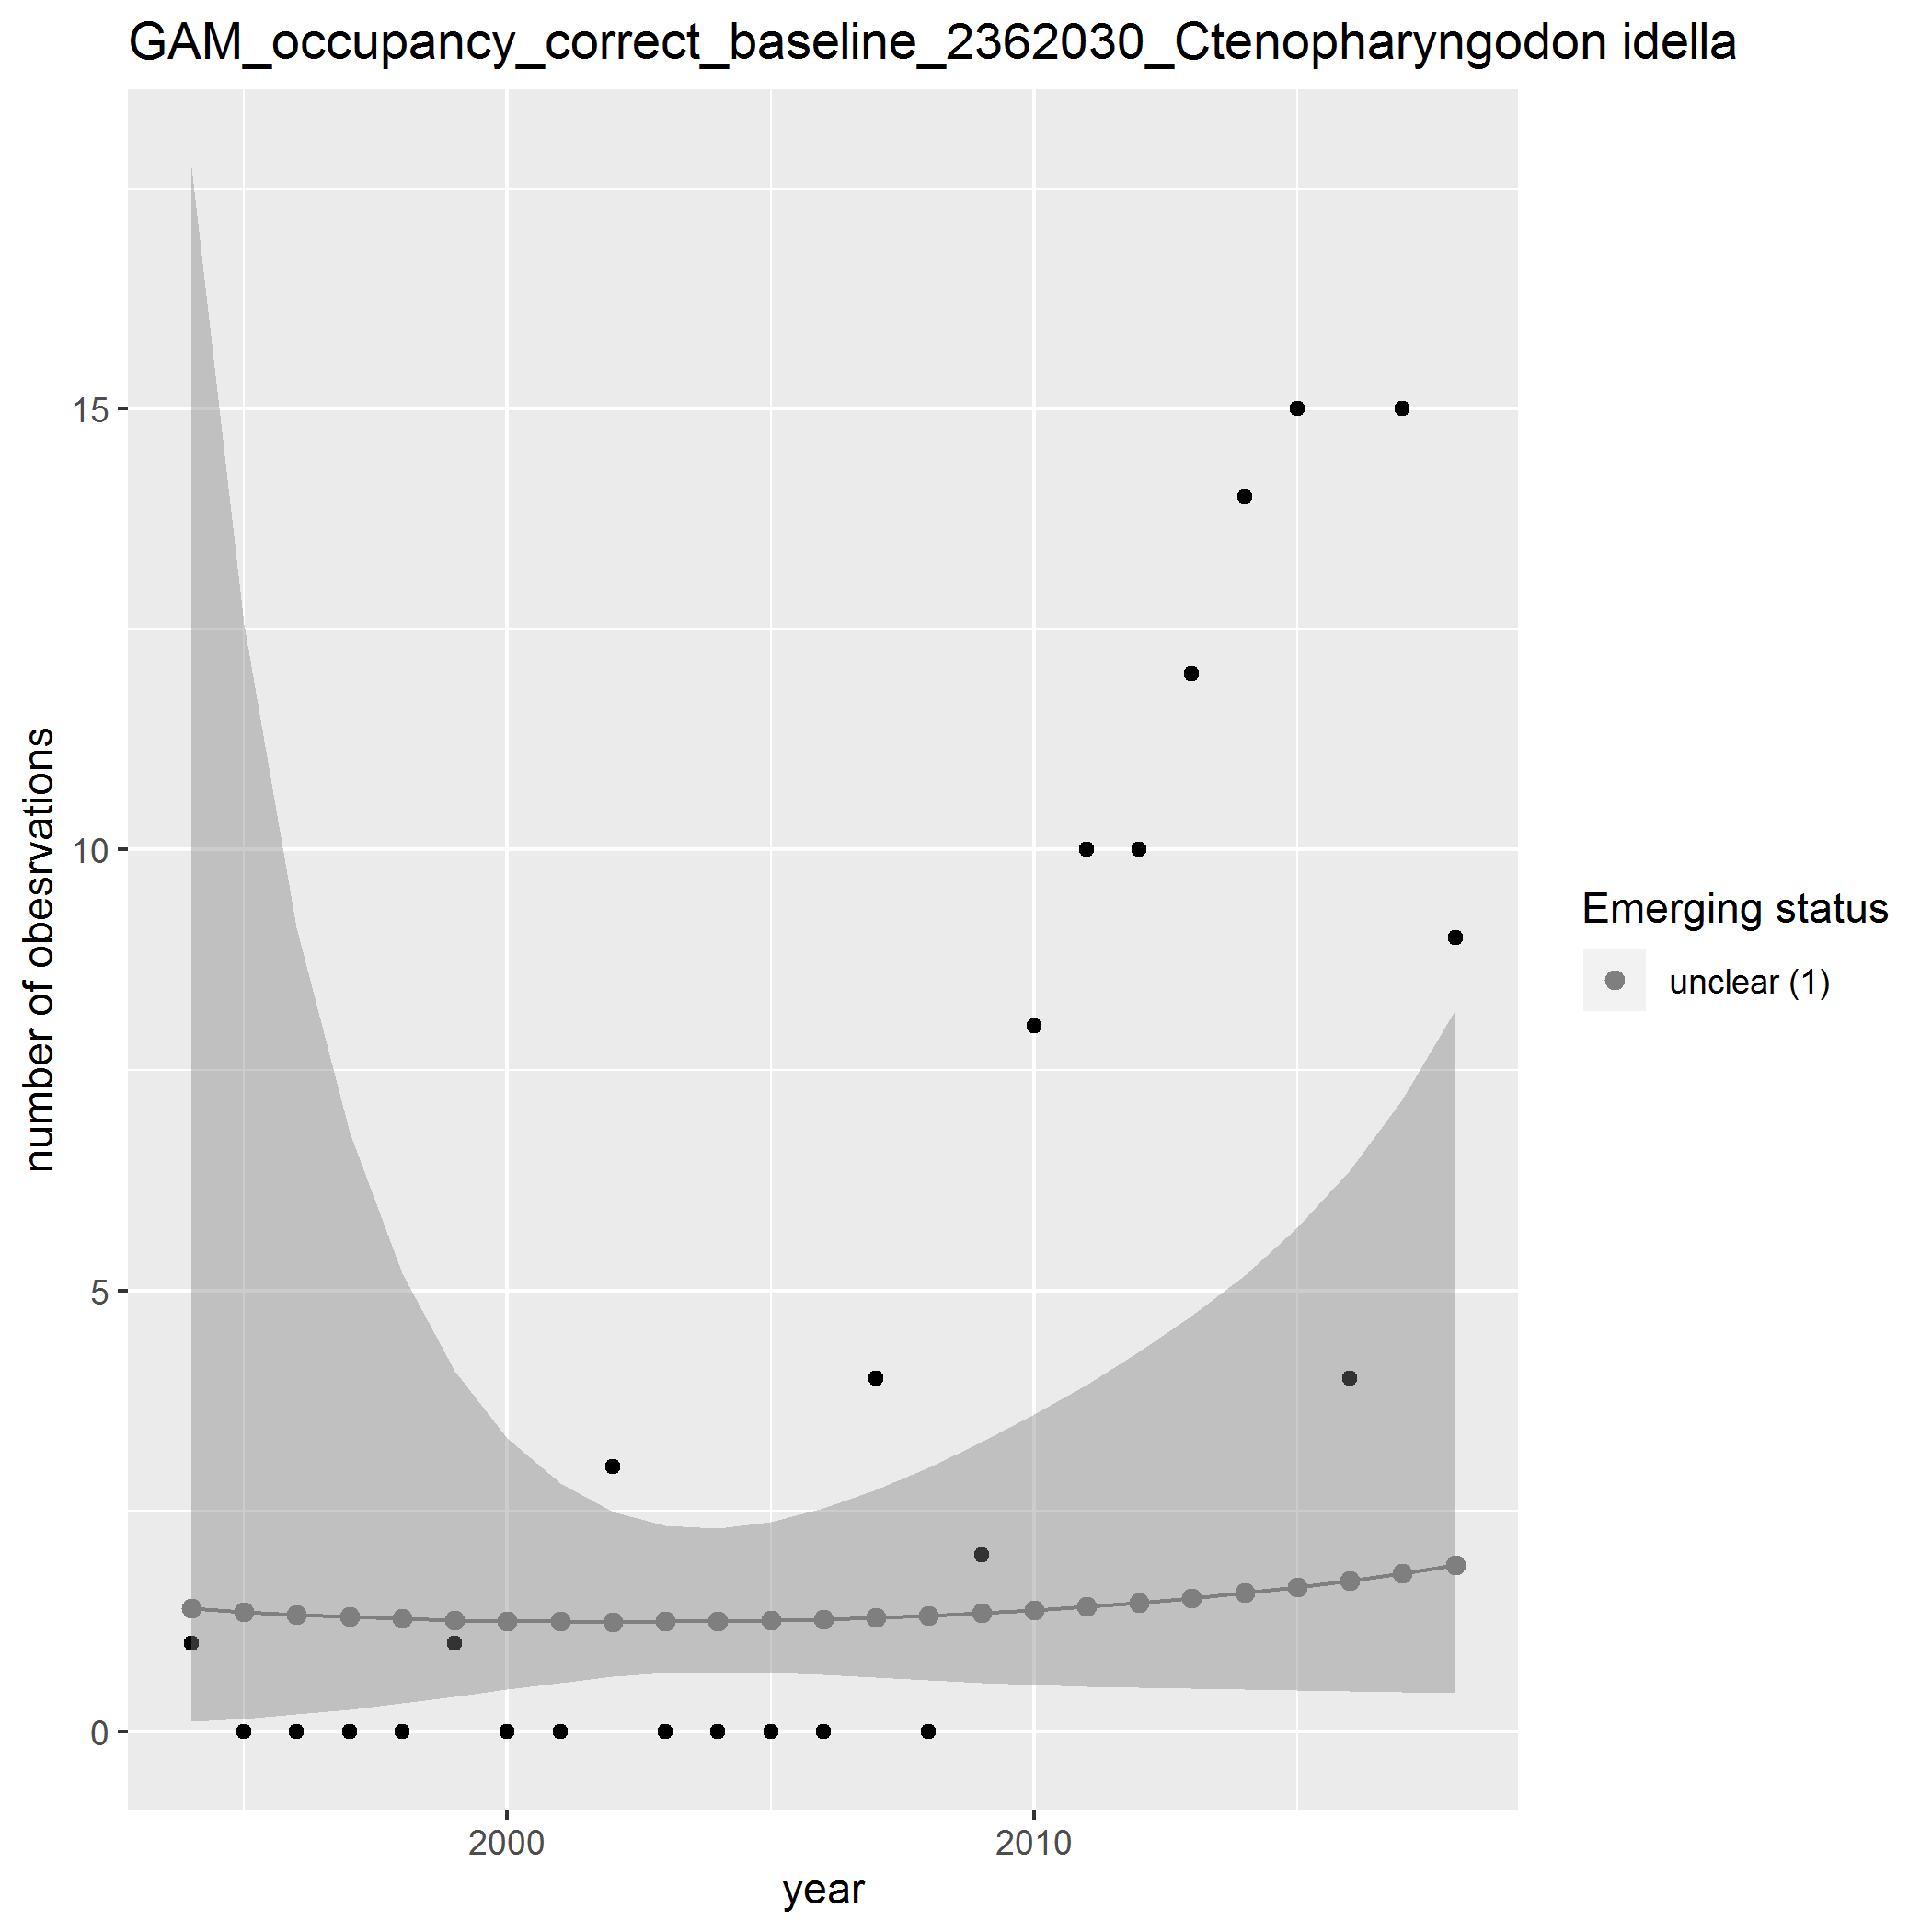 GAM_occupancy_correct_baseline_2362030_Ctenopharyngodon idella
number of obesrvations
15
10
5
0
2000
2010
year
Emerging status
unclear (1)